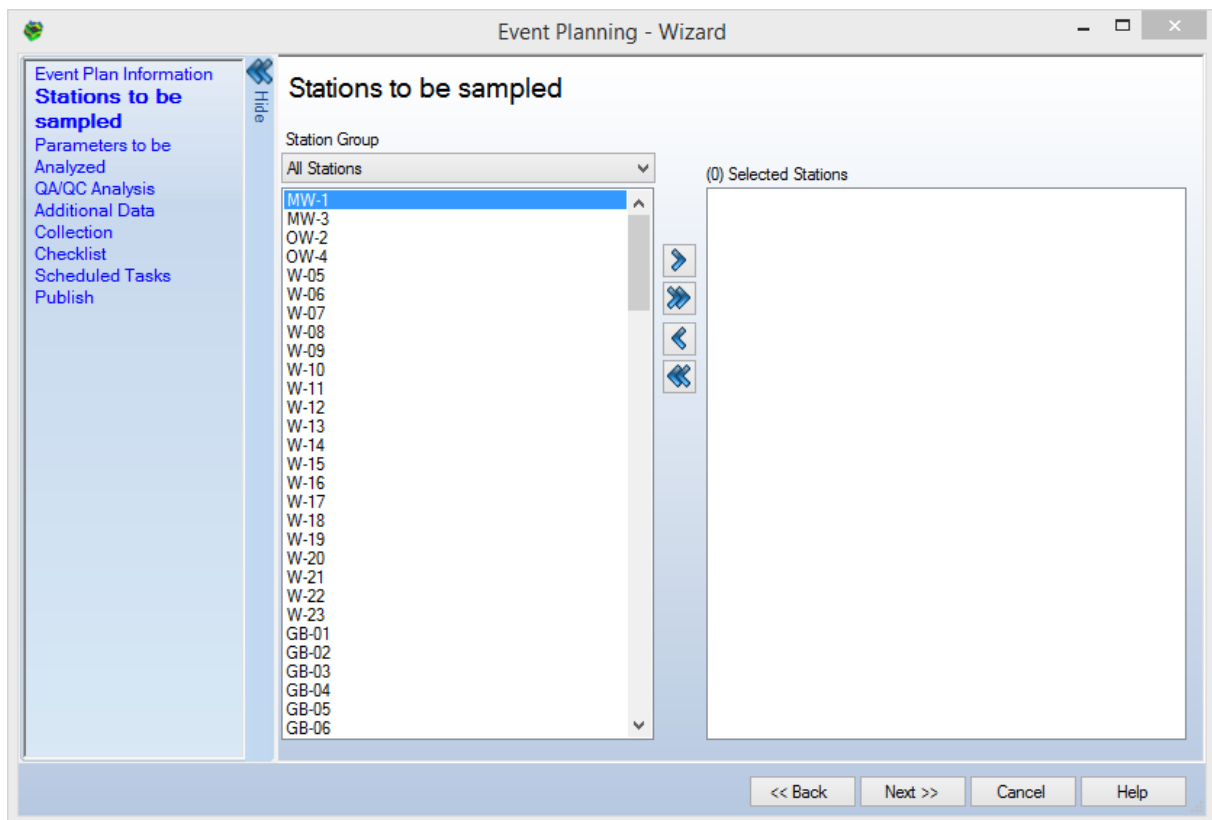 Event Planning - Wizard
Event Plan Information
Stations to be
sampled
Parameters to be
Analyzed
QA/QC Analysis
Additional Data
Collection
Checklist
Scheduled Tasks
Publish
Hide
Stations to be sampled
Station Group
All Stations
MW-1
MW-3
OW-2
OW-4
W-05
W-06
W-07
W-08
W-09
W-10
W-11
W-12
W-13
W-14
W-15
W-16
W-17
W-18
W-19
W-20
W-21
W-22
W-23
GB-01
GB-02
GB-03
GB-04
GB-05
GB-06
(0) Selected Stations
<< Back
Next >>
Cancel
Help